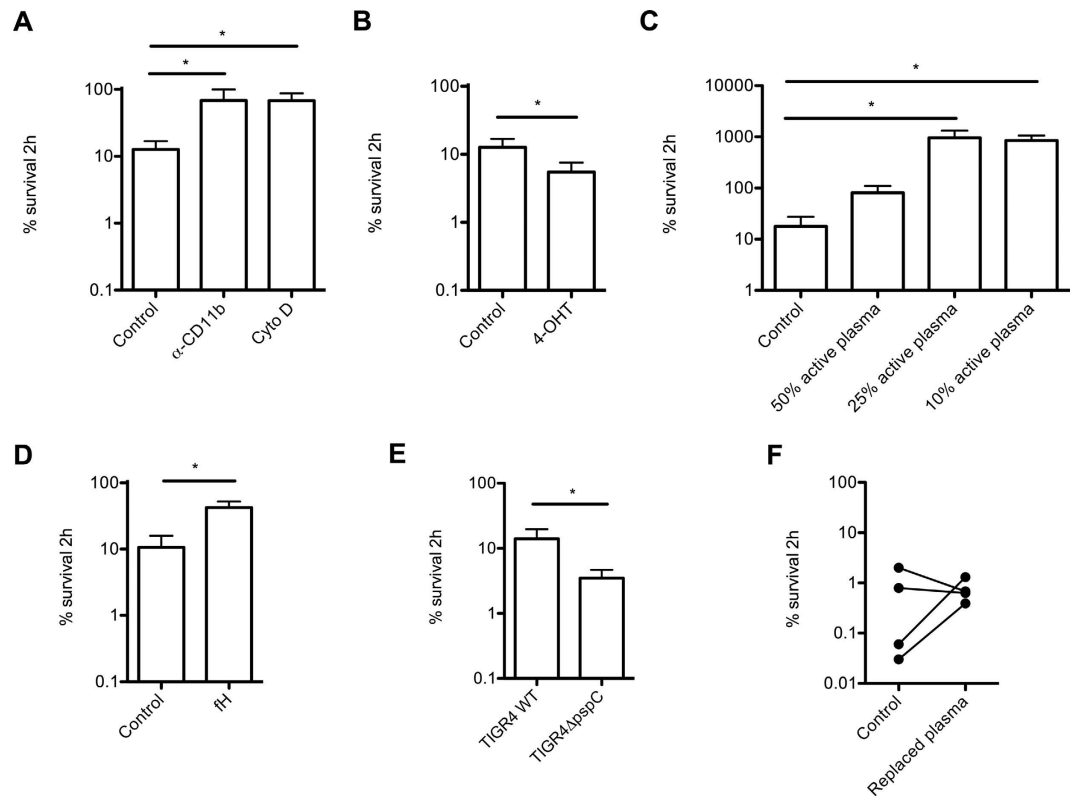 A
% survival 2h
100
10
1
0.1
*
*
Control
α-CD11b
Cyto D
B
% survival 2h
100
10
1
0.1
*
Control
4-OHT
C
% survival 2h
10000
1000
100
10
1
*
*
Control
50% active plasma
25% active plasma
10% active plasma
D
% survival 2h
100
10
1
0.1
*
Control
fH
E
% survival 2h
100
10
1
0.1
*
TIGR4 WT
TIGR4ΔpspC
F
% survival 2h
100
10
1
0.1
0.01
Control
Replaced plasma